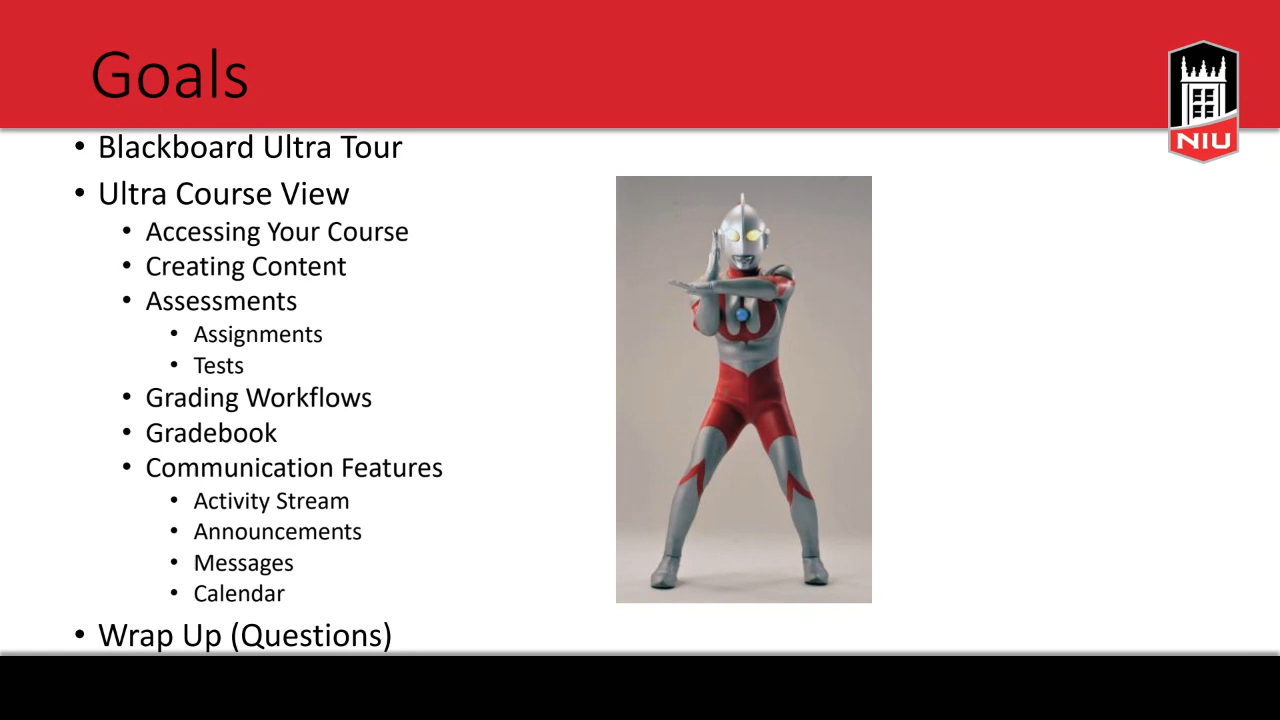 Goals
NIU
• Blackboard Ultra Tour
• Ultra Course View
• Accessing Your Course
• Creating Content
• Assessments
• Assignments
• Tests
• Grading Workflows
• Gradebook
• Communication Features
• Activity Stream
• Announcements
• Messages
• Calendar
• Wrap Up (Questions)